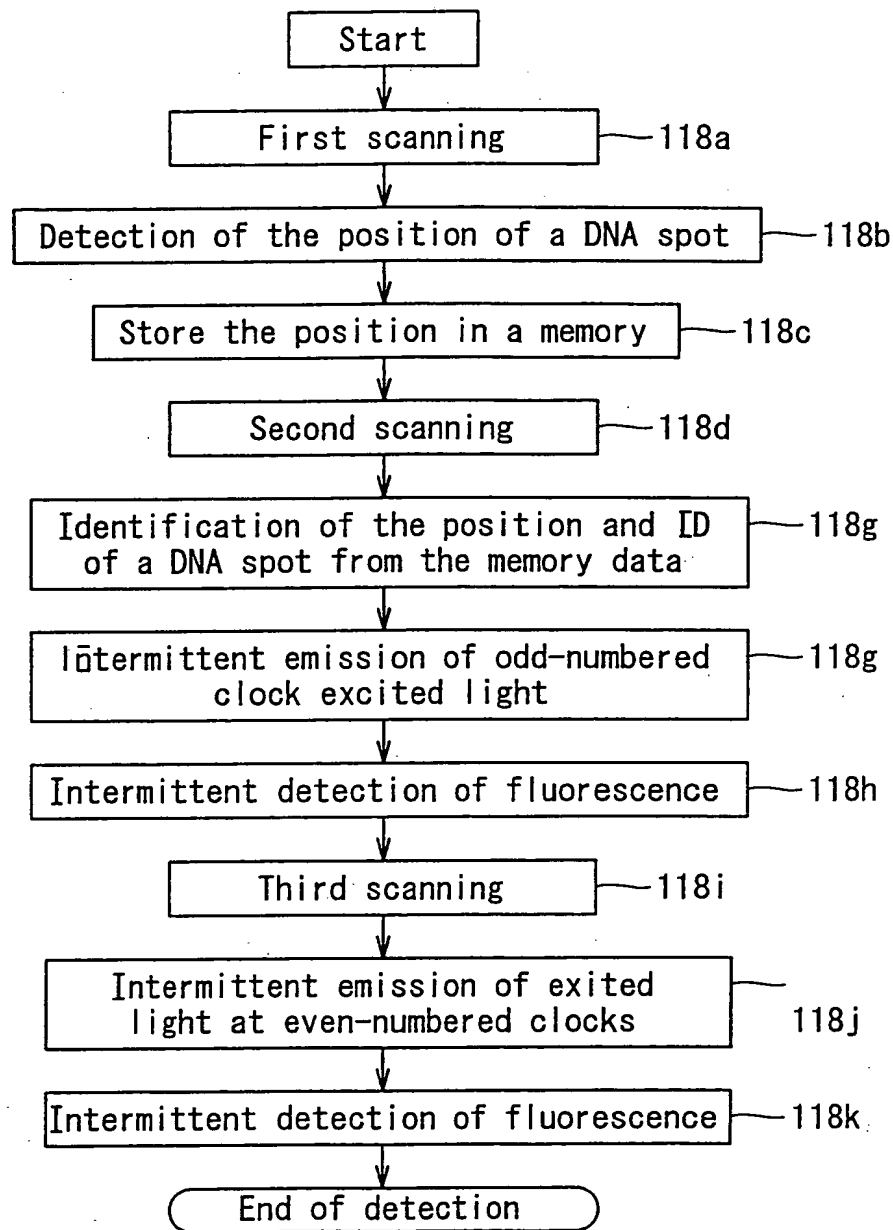 Start
First scanning 118a
Detection of the position of a DNA spot 118b
Store the position in a memory 118c
Second scanning 118d
Identification of the position and ID 118g
of a DNA spot from the memory data
Intermittent emission of odd-numbered 118g
clock excited light
Intermittent detection of fluorescence 118h
Third scanning 118i
Intermittent emission of exited
light at even-numbered clocks 118j
Intermittent detection of fluorescence 118k
End of detection